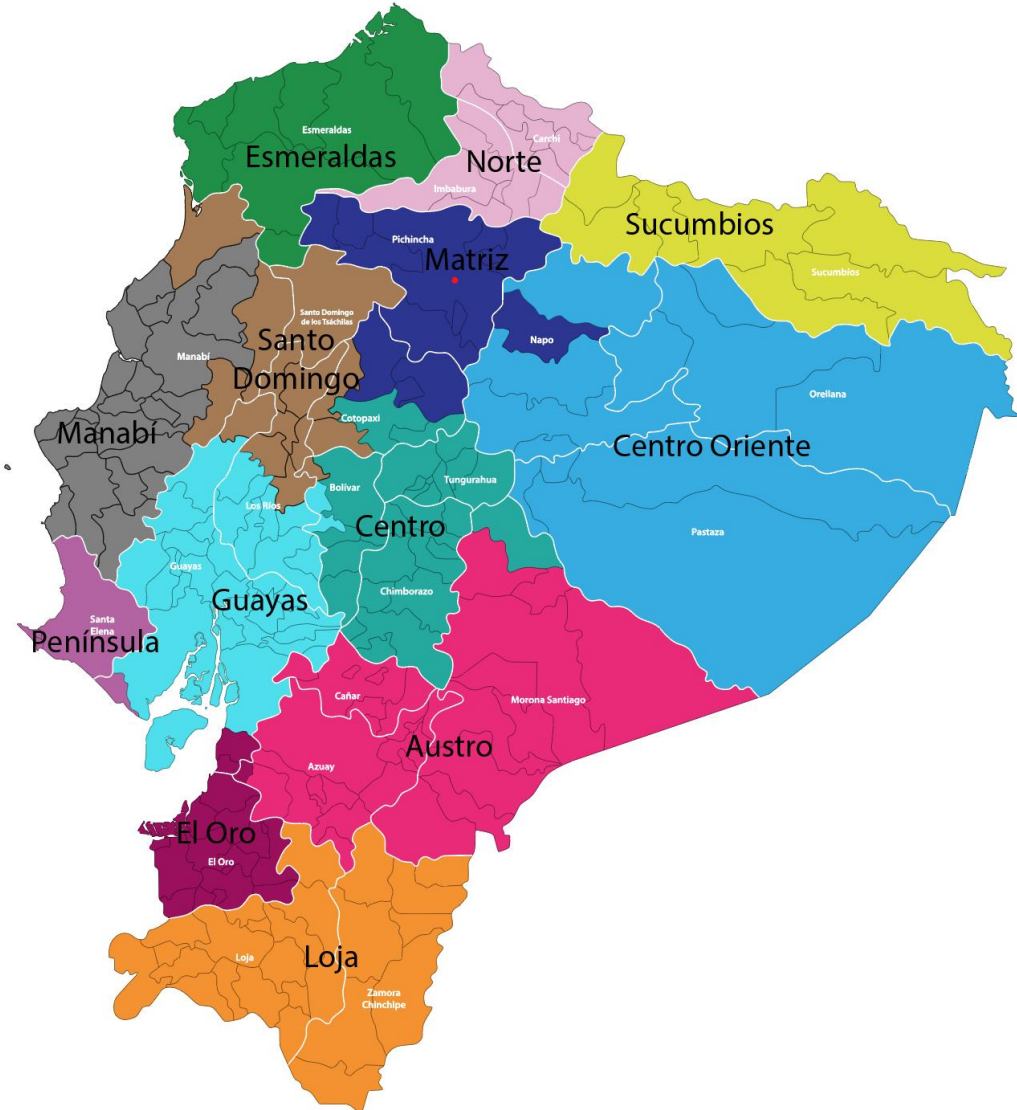 Esmeraldas
Esmeraldas
Carchi
Norte
Imbabura
Sucumbios
Sucumbíos
Pichincha
Matriz
Santo Domingo
de los Tsáchilas
Santo
Domingo
Napo
Manabí
Manabí
Orellana
Cotopaxi
Centro Oriente
Tungurahua
Bolívar
Los Ríos
Centro
Pastaza
Guayas
Guayas
Chimborazo
Santa
Elena
Península
Cañar
Morona Santiago
Austro
Azuay
El Oro
El Oro
Loja
Loja
Zamora
Chinchipe